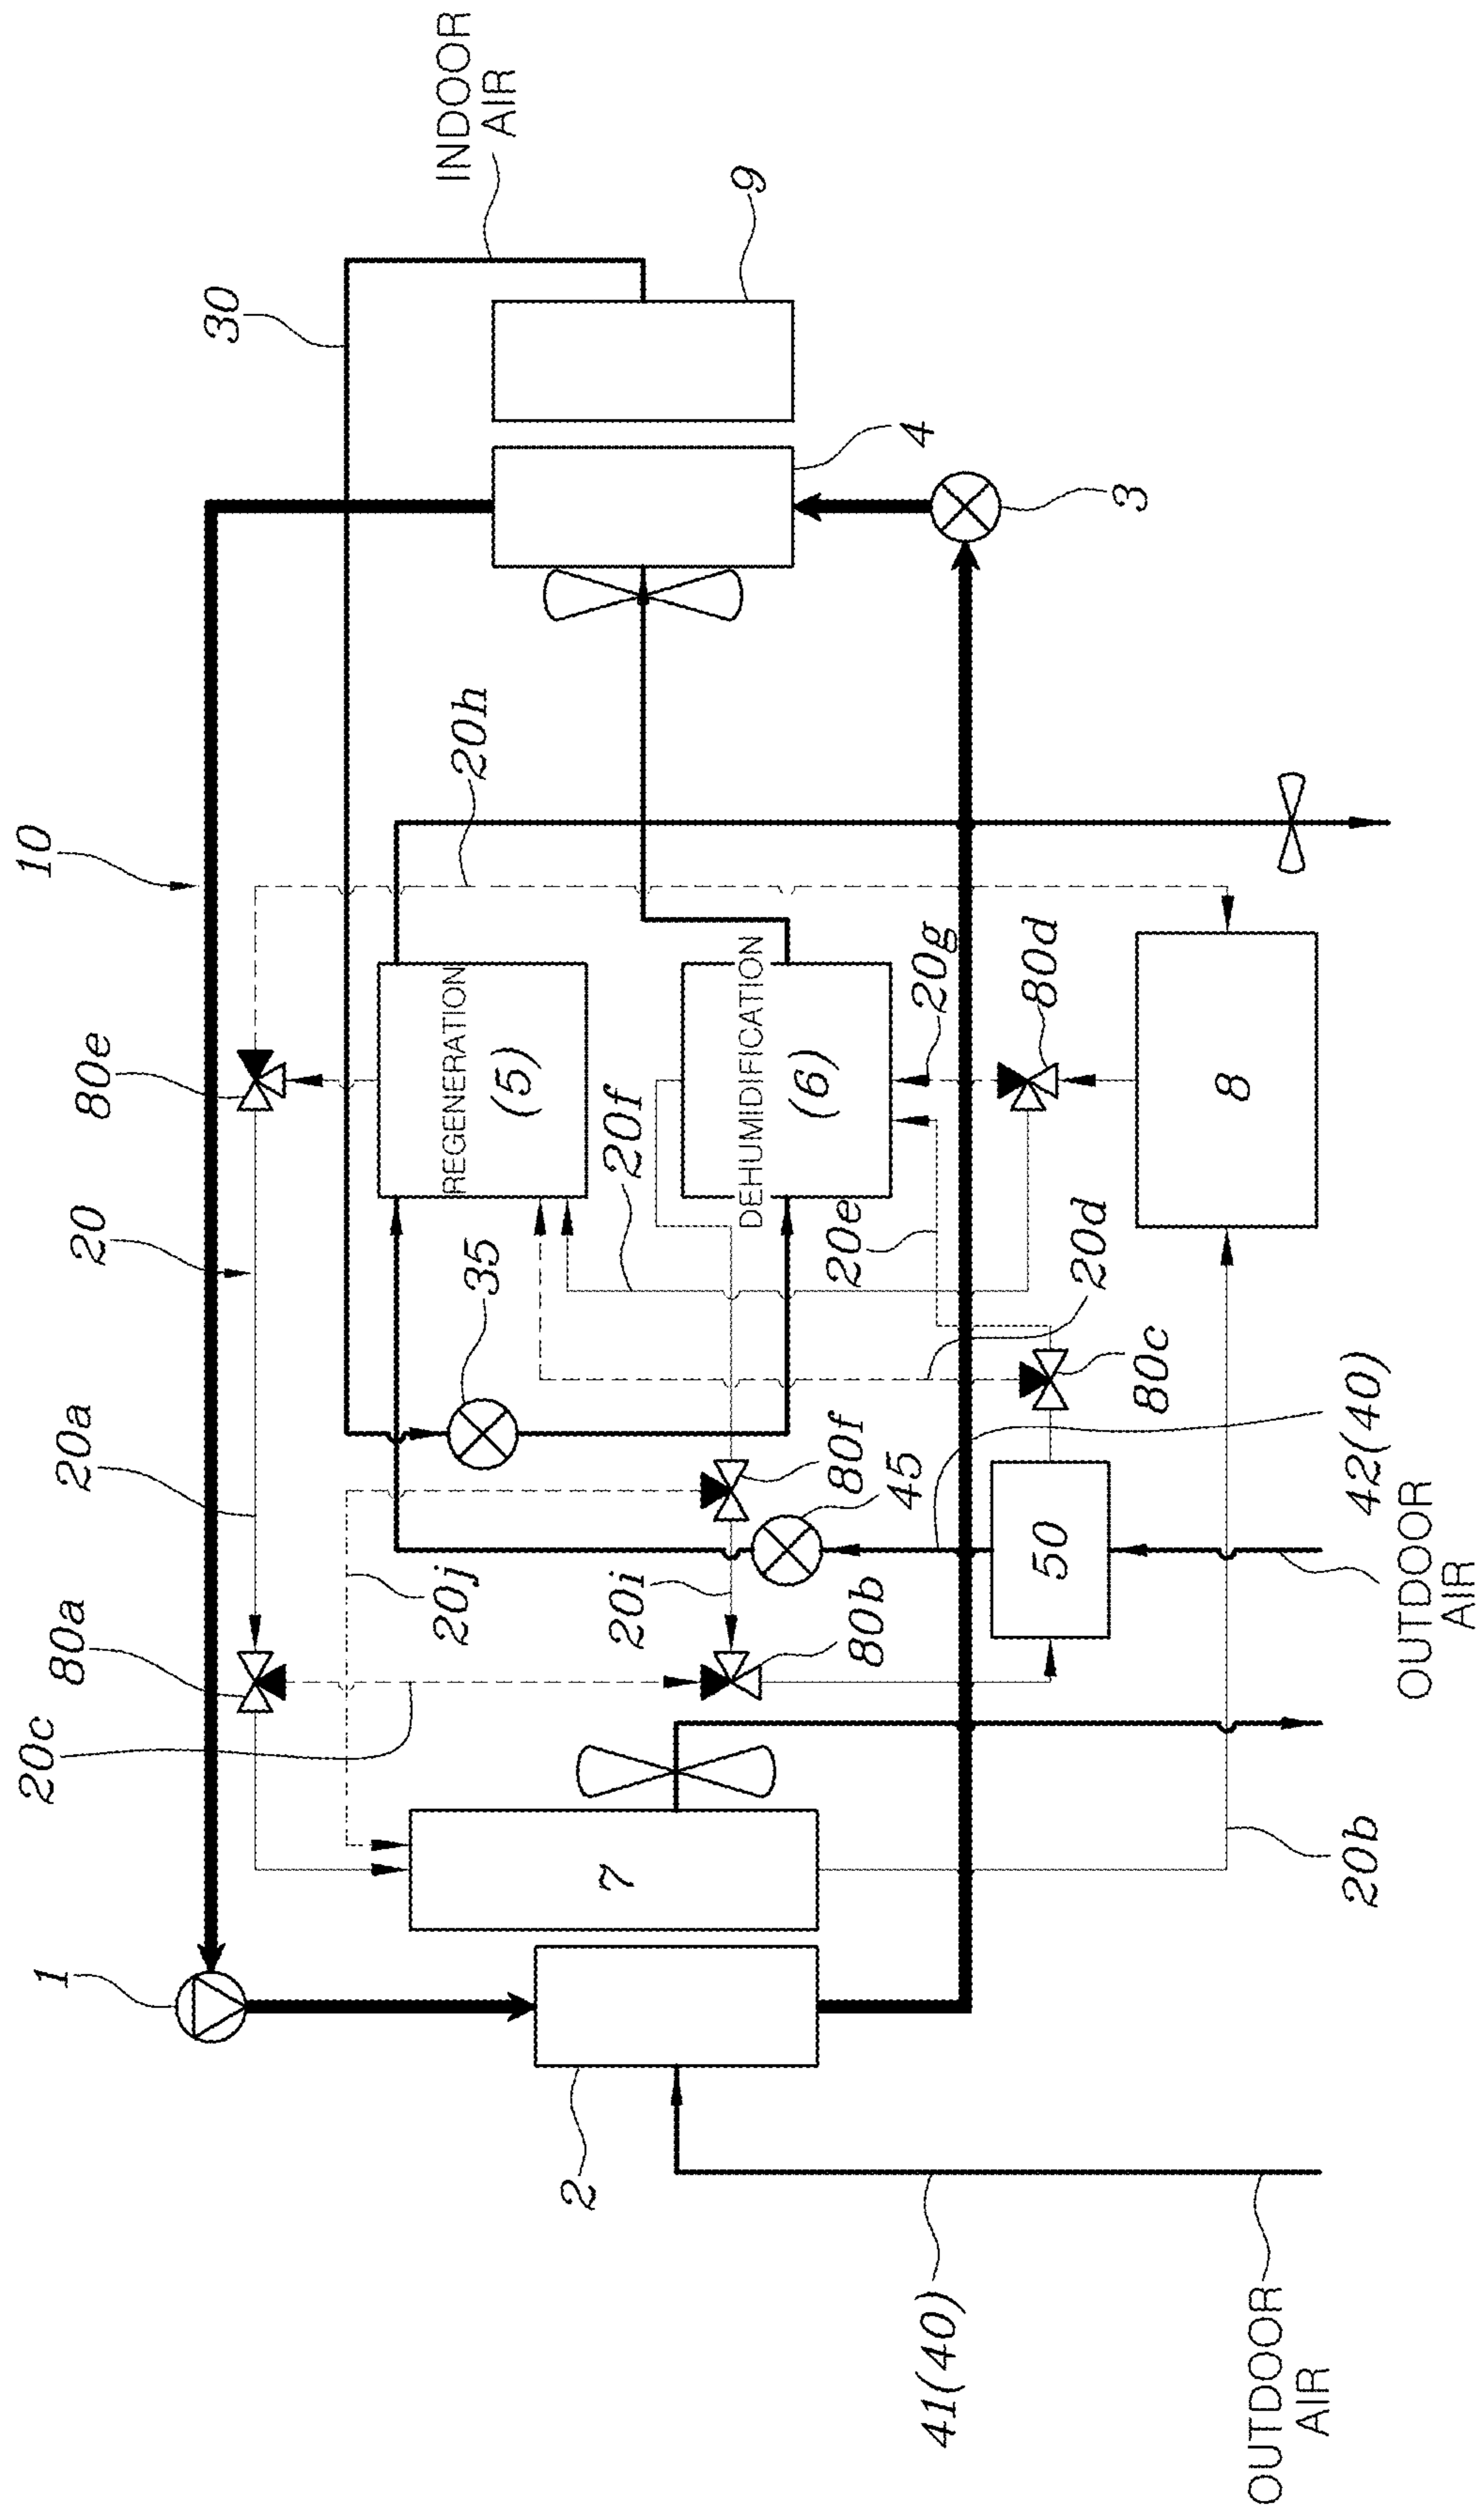 10
30
INDOOR
AIR
20
80e
20h
9
20a
80a
20c
1
REGENERATION
(5)
35
20f
20j
DEHUMIDIFICATION
(6)
4
20i
80f
45
20e
20g
80b
7
3
2
50
80c
20d
80d
8
42(40)
OUTDOOR
AIR
20b
41(40)
OUTDOOR
AIR